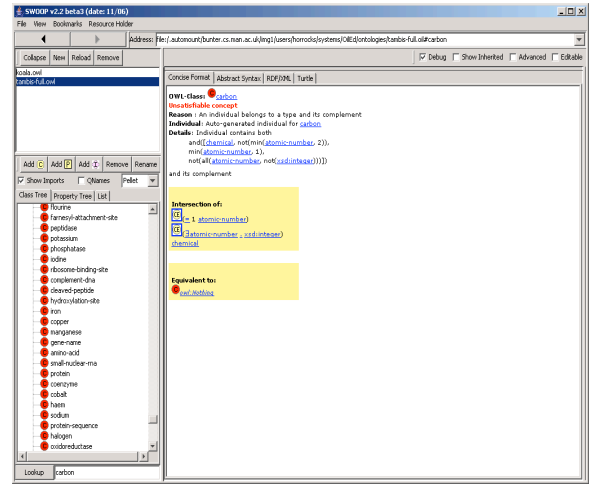 SWOOP v2.2 beta3 (date: 11/06)
File View Bookmarks Resource Holder
Address: file:/.automount/bunter.cs.man.ac.uk/img1/users/horrocks/systems/OilEd/ontologies/tambis-full.oil#carbon
Collapse New Reload Remove
Debug Show Inherited Advanced Editable
koala.owl
tambis-full.owl
Add C Add P Add I Remove Rename
Show Imports QNames Pellet
Class Tree Property Tree List
C flourine
C farnesyl-attachment-site
C peptidase
C potassium
C phosphatase
C iodine
C ribosome-binding-site
C complement-dna
C cleaved-peptide
C hydroxylation-site
C iron
C copper
C manganese
C gene-name
C amino-acid
C small-nuclear-rna
C protein
C coenzyme
C cobalt
C haem
C sodium
C protein-sequence
C halogen
C oxidoreductase
Lookup carbon
Concise Format Abstract Syntax RDF/XML Turtle
OWL-Class: C carbon
Unsatisfiable concept
Reason : An individual belongs to a type and its complement
Individual: Auto-generated individual for carbon
Details: Individual contains both
and([chemical, not(min(atomic-number, 2)),
min(atomic-number, 1),
not(all(atomic-number, not(xsd:integer)))])
and its complement
Intersection of:
CE (= 1 atomic-number)
CE (∃atomic-number . xsd:integer)
chemical
Equivalent to:
C owl:Nothing